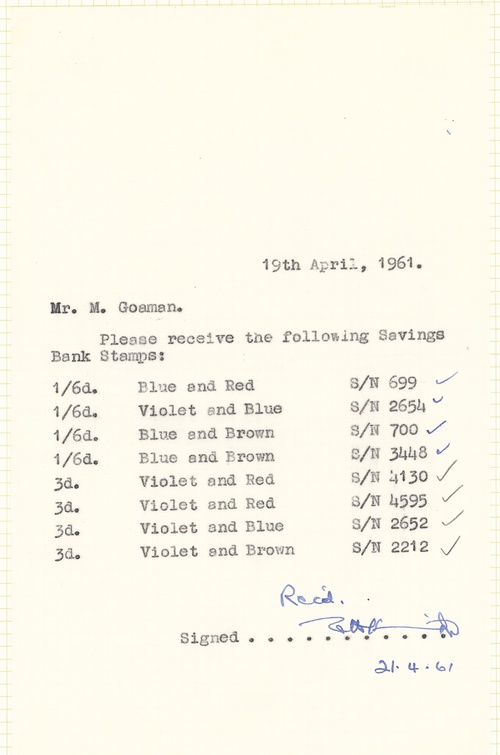 19th April, 1961.
Mr. M. Goaman.
Please receive the following Savings
Bank Stamps:
1/6d. Blue and Red S/N 699 ✓
1/6d. Violet and Blue S/N 2654 ✓
1/6d. Blue and Brown S/N 700 ✓
1/6d. Blue and Brown S/N 3448 ✓
3d. Violet and Red S/N 4130 ✓
3d. Violet and Red S/N 4595 ✓
3d. Violet and Blue S/N 2652 ✓
3d. Violet and Brown S/N 2212 ✓
Recd.
Signed . . . . . . . . . . . .
21.4.61